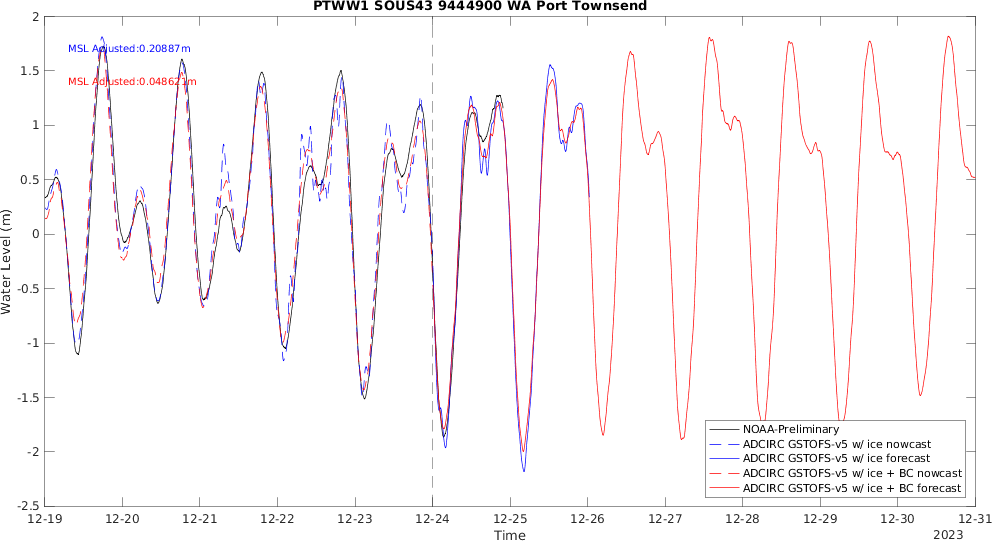 PTWW1 SOUS43 9444900 WA Port Townsend
MSL Adjusted:0.20887m
MSL Adjusted:0.048621m
Water Level (m)
2
1.5
1
0.5
0
-0.5
-1
-1.5
-2
-2.5
NOAA-Preliminary
ADCIRC GSTOFS-v5 w/ ice nowcast
ADCIRC GSTOFS-v5 w/ ice forecast
ADCIRC GSTOFS-v5 w/ ice + BC nowcast
ADCIRC GSTOFS-v5 w/ ice + BC forecast
12-19 12-20 12-21 12-22 12-23 12-24 12-25 12-26 12-27 12-28 12-29 12-30 12-31
Time
2023